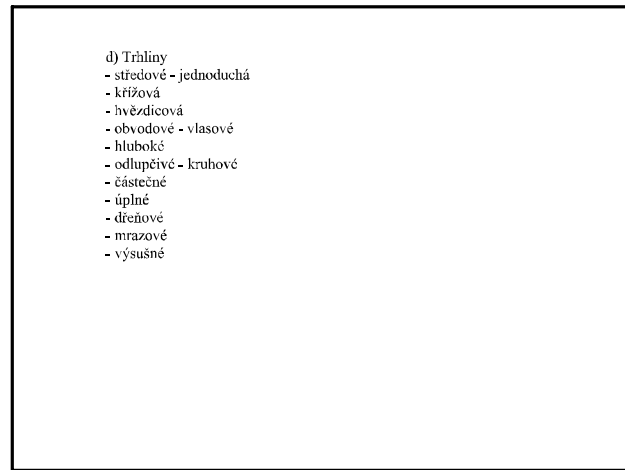 d) Trhliny
- středové - jednoduchá
- křížová
- hvězdicová
- obvodové - vlasové
- hluboké
- odlupčivé - kruhové
- částečné
- úplné
- dřeňové
- mrazové
- výsušné